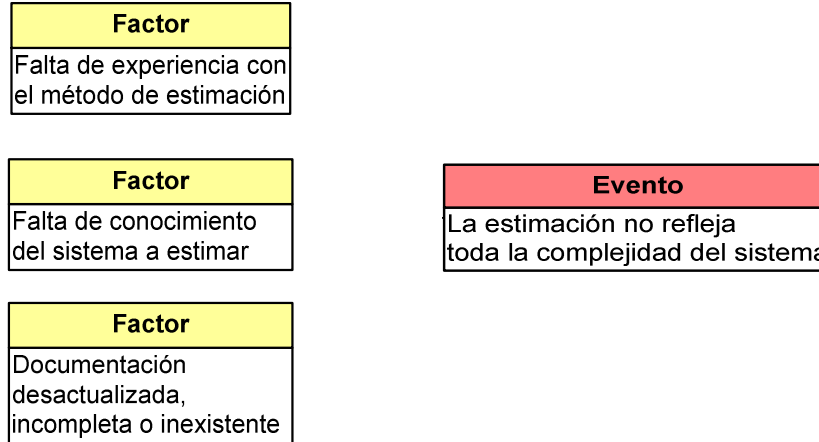 Factor
Falta de experiencia con
el método de estimación
Factor
Falta de conocimiento
del sistema a estimar
Evento
La estimación no refleja
toda la complejidad del sistema
Factor
Documentación
desactualizada,
incompleta o inexistente